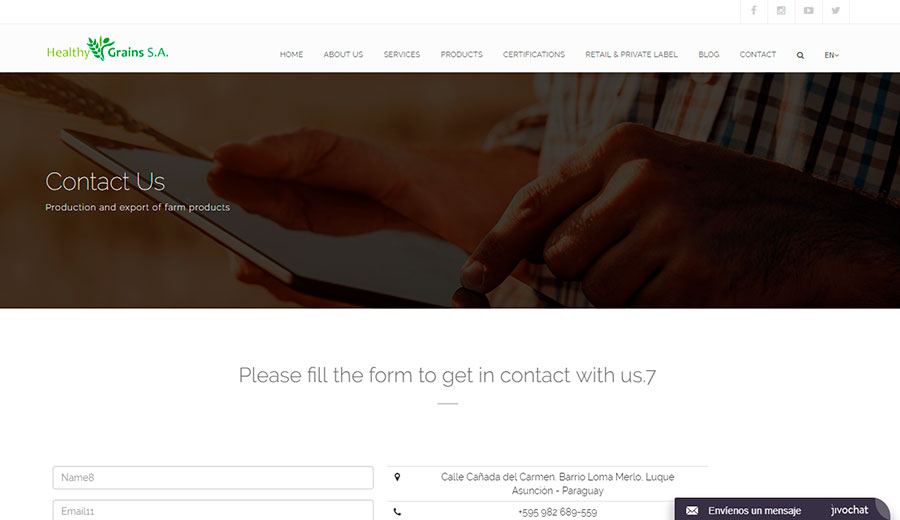 Healthy Grains S.A.
HOME ABOUT US SERVICES PRODUCTS CERTIFICATIONS RETAIL & PRIVATE LABEL BLOG CONTACT EN
Contact Us
Production and export of farm products
Please fill the form to get in contact with us.7
Name8
Email11
Calle Cañada del Carmen. Barrio Loma Merlo. Luque
Asunción - Paraguay
+595 982 689-559
Envíenos un mensaje jivochat